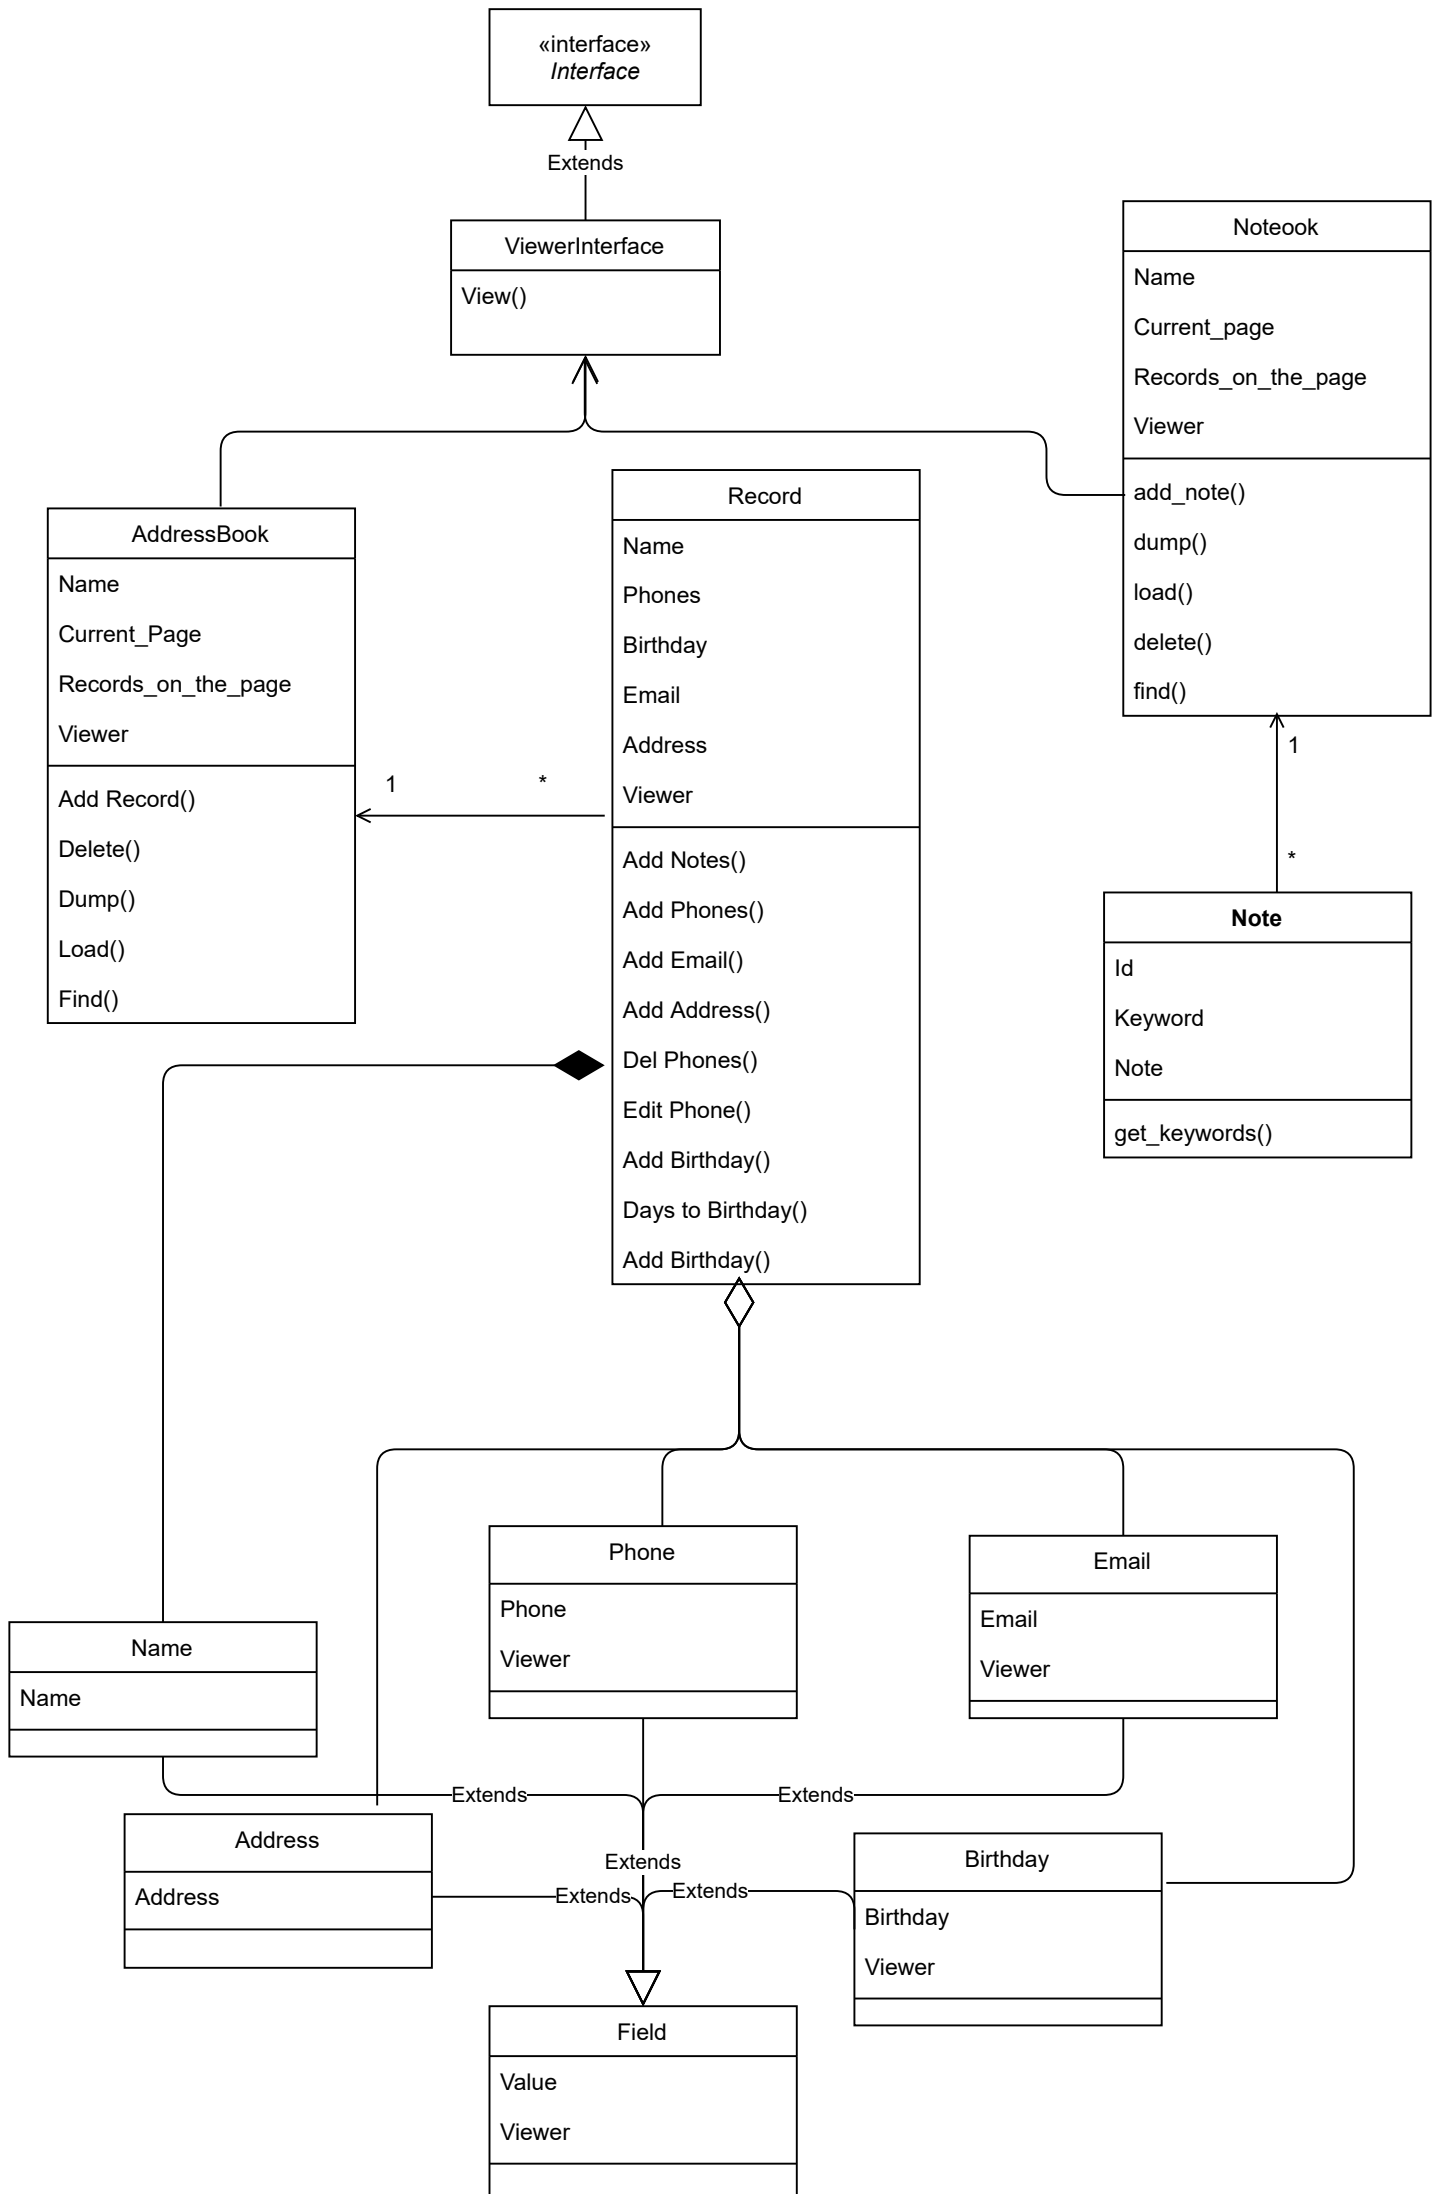 «interface»
Interface
Extends
ViewerInterface
View()
Noteook
Name
Current_page
Records_on_the_page
Viewer
add_note()
dump()
load()
delete()
find()
AddressBook
Name
Current_Page
Records_on_the_page
Viewer
Add Record()
Delete()
Dump()
Load()
Find()
1
*
Record
Name
Phones
Birthday
Email
Address
Viewer
Add Notes()
Add Phones()
Add Email()
Add Address()
Del Phones()
Edit Phone()
Add Birthday()
Days to Birthday()
Add Birthday()
1
*
Note
Id
Keyword
Note
get_keywords()
Phone
Phone
Viewer
Email
Email
Viewer
Name
Name
Extends
Extends
Address
Address
Extends
Extends
Extends
Birthday
Birthday
Viewer
Field
Value
Viewer